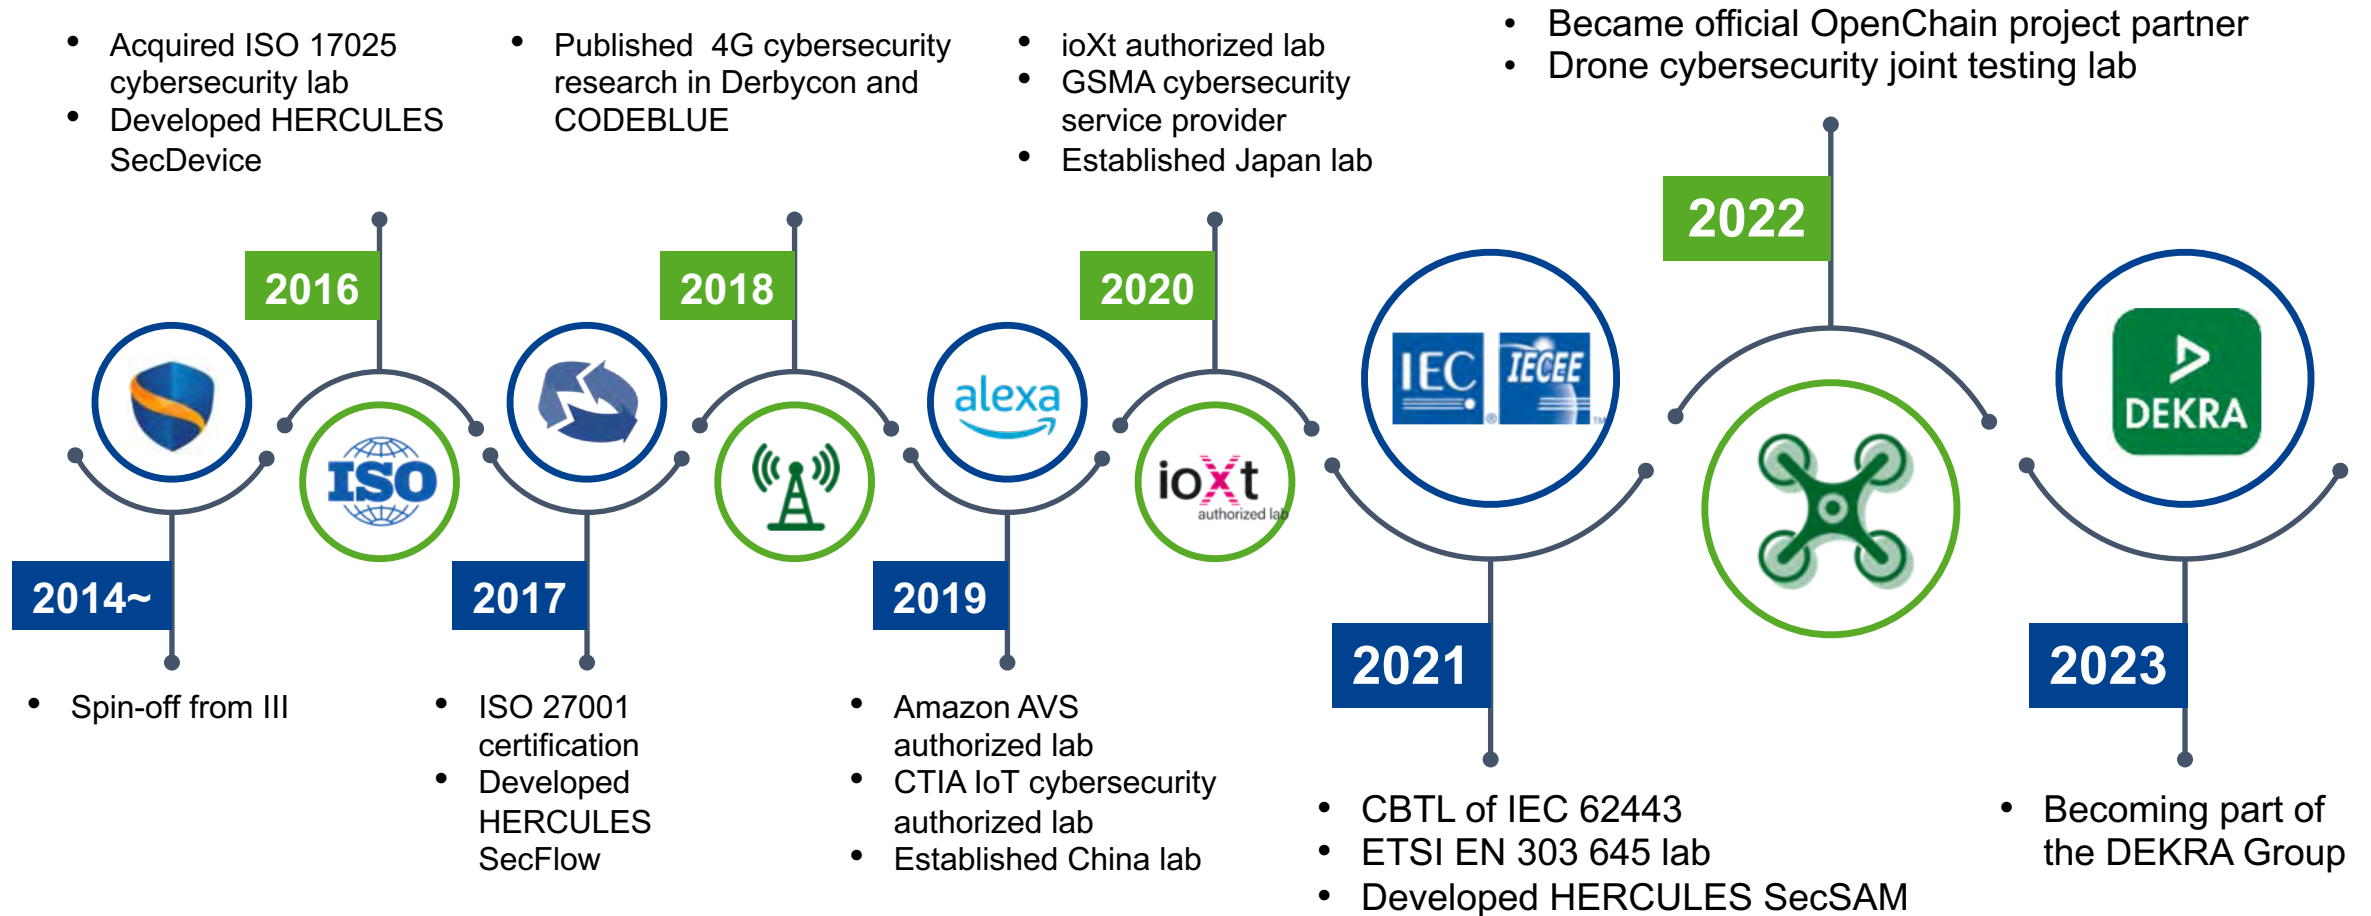 • Acquired ISO 17025
cybersecurity lab
• Developed HERCULES
SecDevice
• Published 4G cybersecurity
research in Derbycon and
CODEBLUE
• ioXt authorized lab
• GSMA cybersecurity
service provider
• Established Japan lab
• Became official OpenChain project partner
• Drone cybersecurity joint testing lab
2016
2018
2020
2022
ISO
alexa
ioXt
authorized lab
IEC
®
IECEE
TM
DEKRA
2014~
2017
2019
2021
2023
• Spin-off from III
• ISO 27001
certification
• Developed
HERCULES
SecFlow
• Amazon AVS
authorized lab
• CTIA IoT cybersecurity
authorized lab
• Established China lab
• CBTL of IEC 62443
• ETSI EN 303 645 lab
• Developed HERCULES SecSAM
• Becoming part of
the DEKRA Group